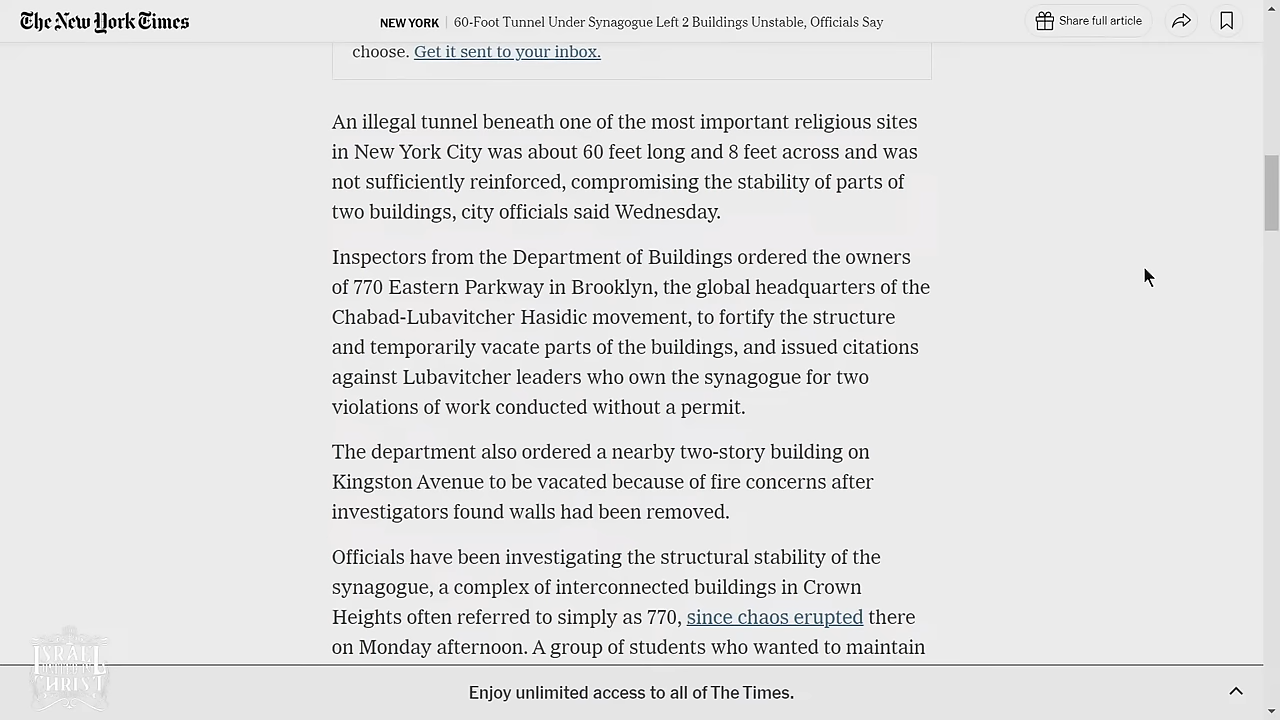 The New York Times
NEW YORK | 60-Foot Tunnel Under Synagogue Left 2 Buildings Unstable, Officials Say
Share full article
choose. Get it sent to your inbox.
An illegal tunnel beneath one of the most important religious sites
in New York City was about 60 feet long and 8 feet across and was
not sufficiently reinforced, compromising the stability of parts of
two buildings, city officials said Wednesday.
Inspectors from the Department of Buildings ordered the owners
of 770 Eastern Parkway in Brooklyn, the global headquarters of the
Chabad-Lubavitcher Hasidic movement, to fortify the structure
and temporarily vacate parts of the buildings, and issued citations
against Lubavitcher leaders who own the synagogue for two
violations of work conducted without a permit.
The department also ordered a nearby two-story building on
Kingston Avenue to be vacated because of fire concerns after
investigators found walls had been removed.
Officials have been investigating the structural stability of the
synagogue, a complex of interconnected buildings in Crown
Heights often referred to simply as 770, since chaos erupted there
on Monday afternoon. A group of students who wanted to maintain
ISRAEL
CHRIST
Enjoy unlimited access to all of The Times.